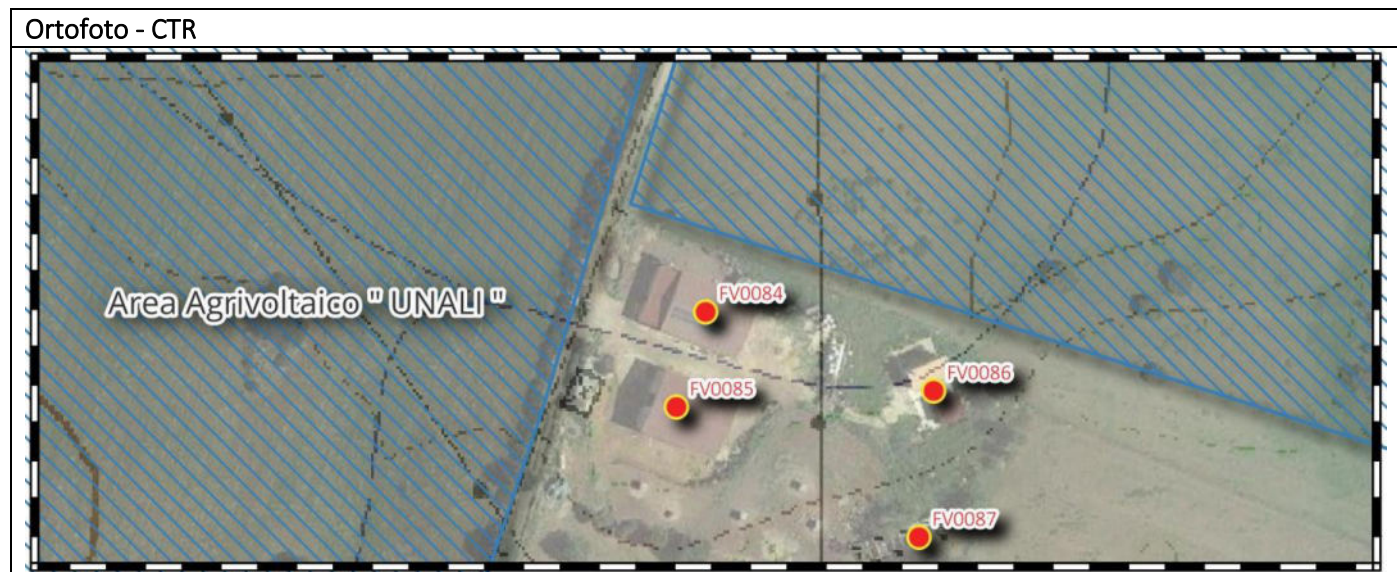 Ortofoto - CTR
FV0084
Area Agrivoltaico " UNALI "
FV0086
FV0085
FV0087